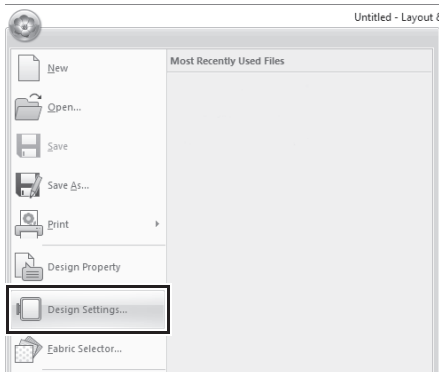 Untitled - Layout &
Most Recently Used Files
New
Open...
Save
Save As...
Print
Design Property
Design Settings...
Fabric Selector...